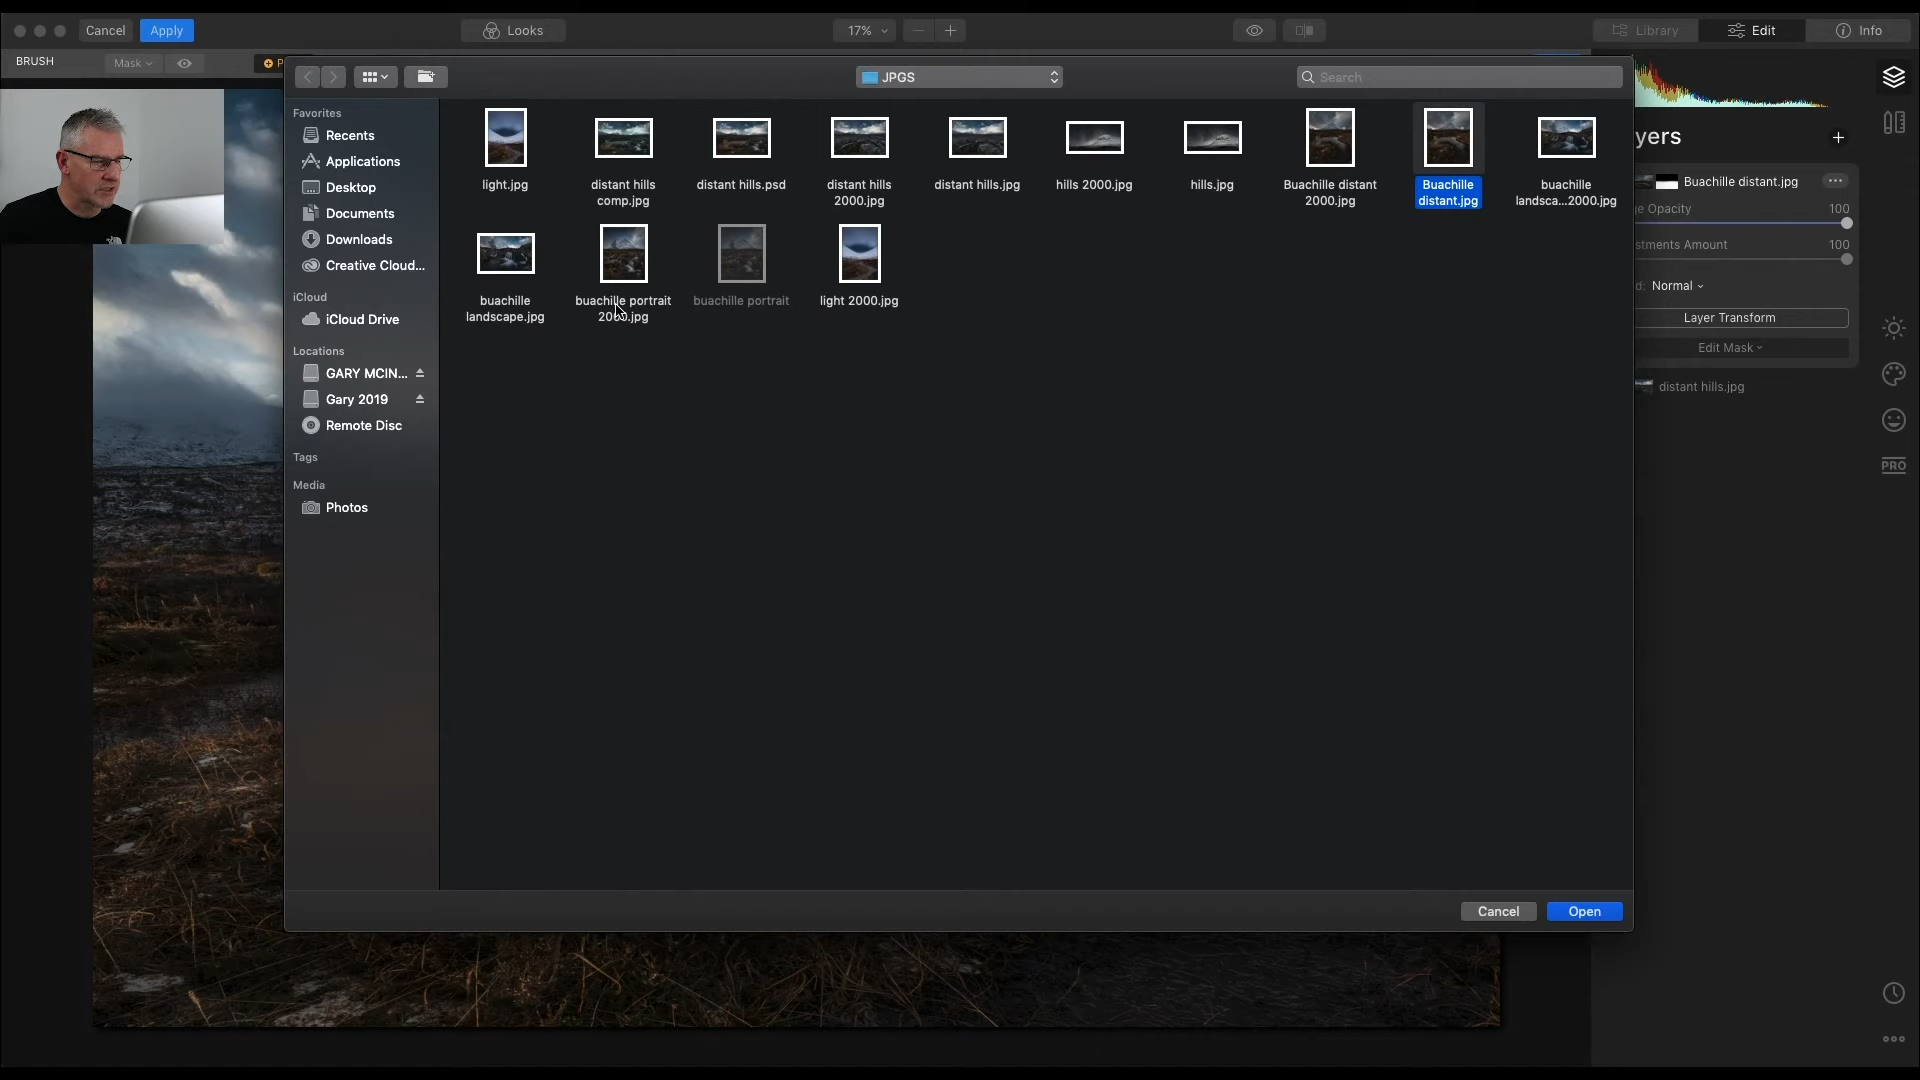 Cancel
Apply
Looks
17%
Library
Edit
Info
BRUSH
Mask
P
JPGS
Search
Favorites
Recents
Applications
Desktop
Documents
Downloads
Creative Cloud...
iCloud
iCloud Drive
Locations
GARY MCIN...
Gary 2019
Remote Disc
Tags
Media
Photos
light.jpg
distant hills
comp.jpg
distant hills.psd
distant hills
2000.jpg
distant hills.jpg
hills 2000.jpg
hills.jpg
Buachille distant
2000.jpg
Buachille
distant.jpg
buachille
landsca...2000.jpg
buachille
landscape.jpg
buachille portrait
2000.jpg
buachille portrait
light 2000.jpg
Cancel
Open
yers
Buachille distant.jpg
ge Opacity
100
stments Amount
100
d: Normal
Layer Transform
Edit Mask
distant hills.jpg
PRO